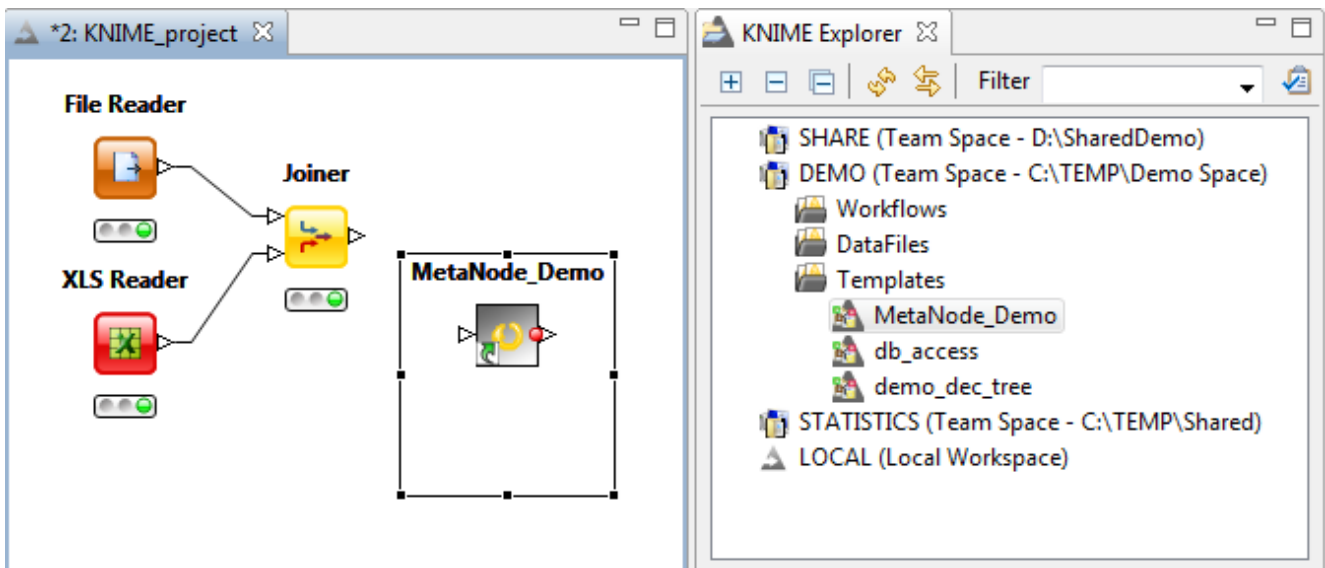 *2: KNIME_project
File Reader
Joiner
XLS Reader
MetaNode_Demo
KNIME Explorer
Filter
SHARE (Team Space - D:\SharedDemo)
DEMO (Team Space - C:\TEMP\Demo Space)
Workflows
DataFiles
Templates
MetaNode_Demo
db_access
demo_dec_tree
STATISTICS (Team Space - C:\TEMP\Shared)
LOCAL (Local Workspace)